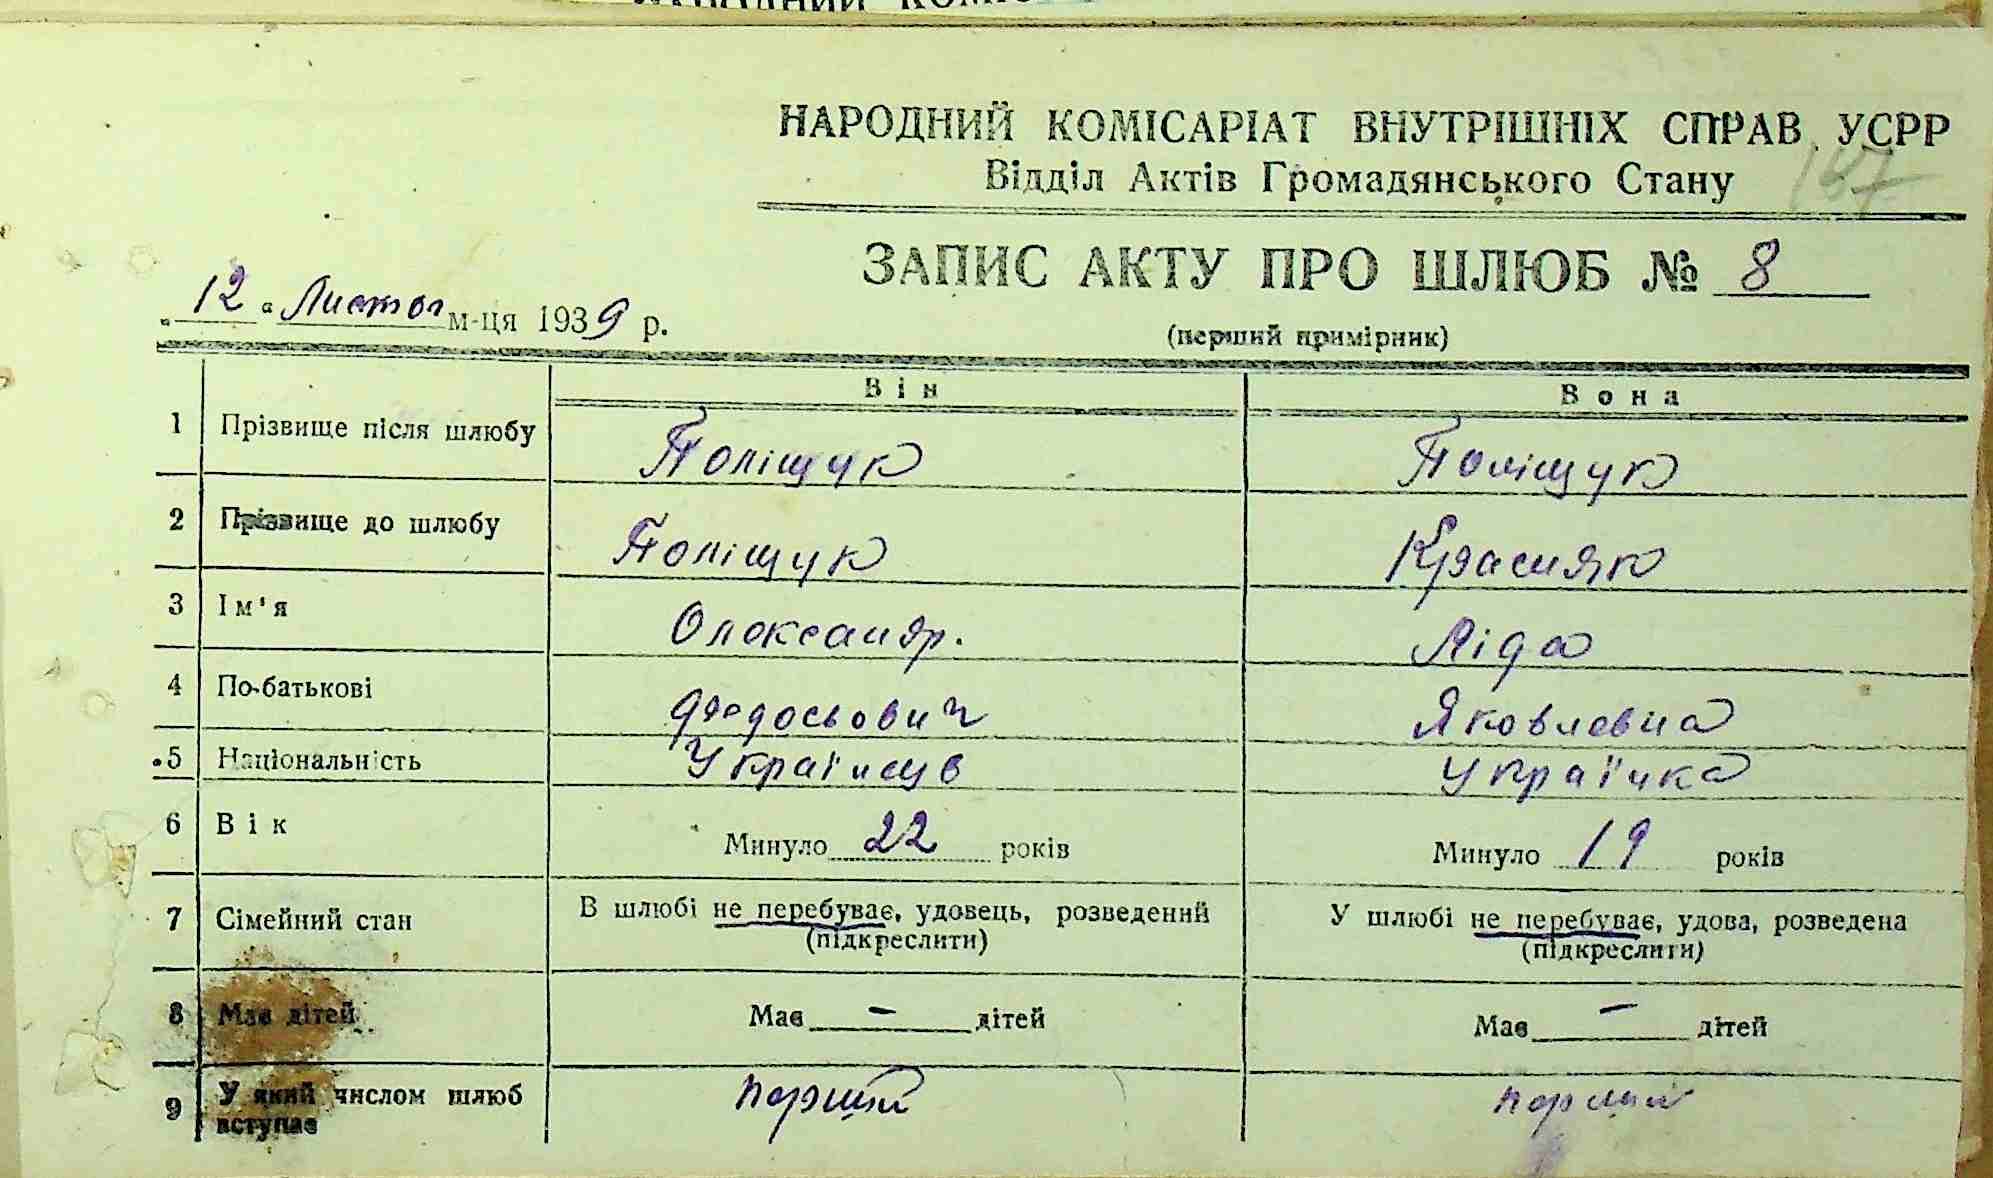 НАРОДНИЙ КОМІСАРІАТ ВНУТРІШНІХ СПРАВ УСРР
Відділ Актів Громадянського Стану
187
ЗАПИС АКТУ ПРО ШЛЮБ № 8
(перший примірник)
„12 “ Листоп м-ця 1939 р.
Він Вона
1 Прізвище після шлюбу Поліщук Поліщук
2 Прізвище до шлюбу Поліщук Красняк
3 Ім'я Олександр. Ліда
4 По-батькові Федосьович Яковлевна
5 Національність Українець Українка
6 Вік Минуло 22 років Минуло 19 років
7 Сімейний стан В шлюбі не перебуває, удовець, розведений У шлюбі не перебуває, удова, розведена
(підкреслити) (підкреслити)
8 Має дітей Має — дітей Має — дітей
9 У який числом шлюб вступає перший перший